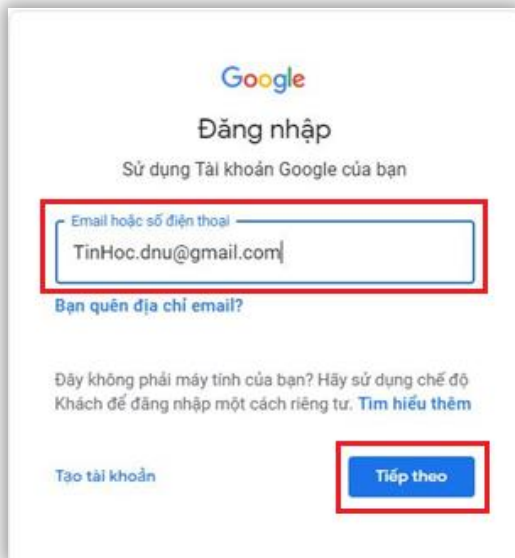 Google
Đăng nhập
Sử dụng Tài khoản Google của bạn
Email hoặc số điện thoại
TinHoc.dnu@gmail.com
Bạn quên địa chỉ email?
Đây không phải máy tính của bạn? Hãy sử dụng chế độ
Khách để đăng nhập một cách riêng tư. Tìm hiểu thêm
Tạo tài khoản
Tiếp theo